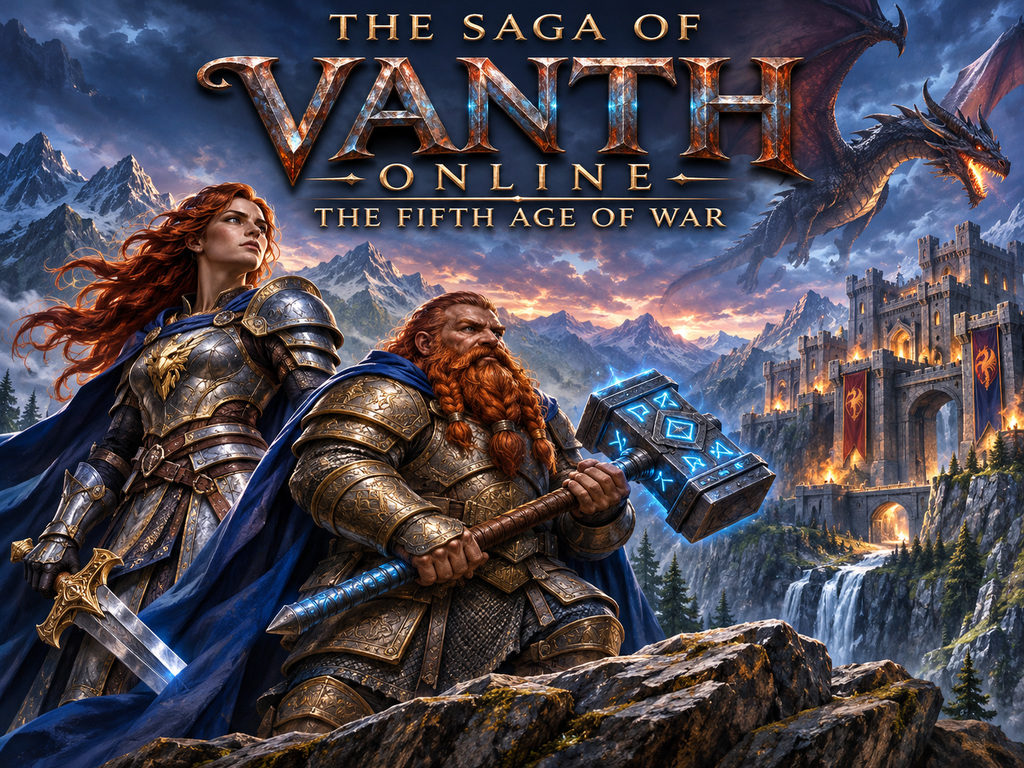 THE SAGA OF
VANTH
ONLINE
THE FIFTH AGE OF WAR